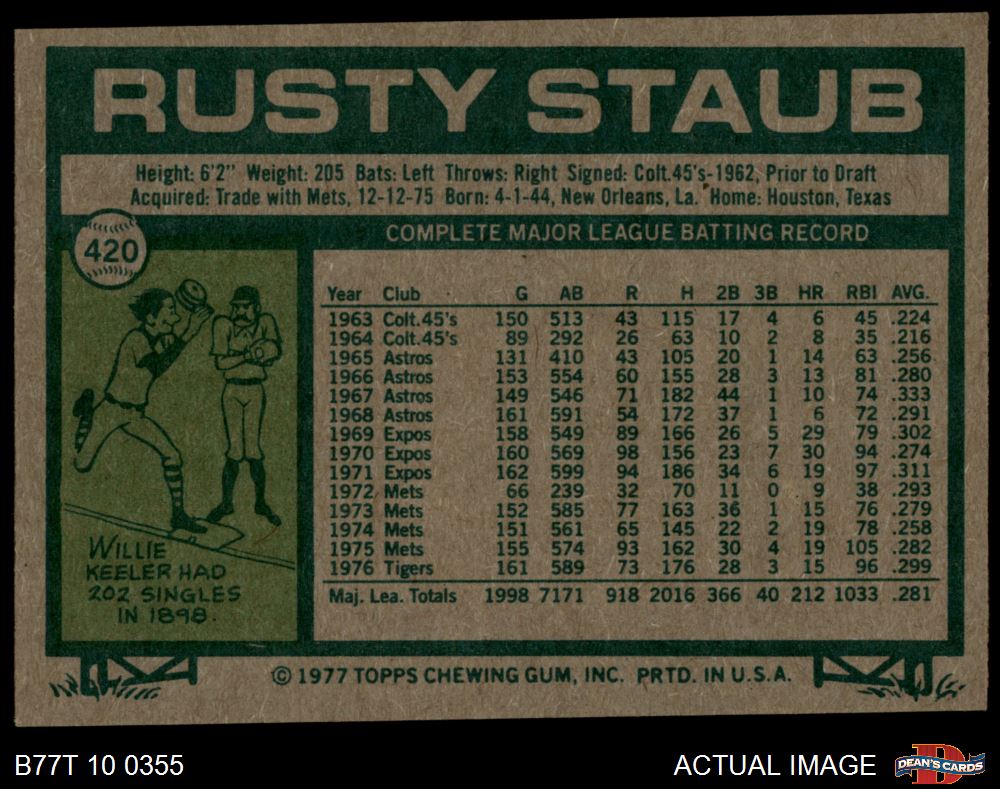 RUSTY STAUB
Height: 6'2" Weight: 205 Bats: Left Throws: Right Signed: Colt.45's-1962, Prior to Draft
Acquired: Trade with Mets, 12-12-75 Born: 4-1-44, New Orleans, La. Home: Houston, Texas
420
COMPLETE MAJOR LEAGUE BATTING RECORD
Year Club G AB R H 2B 3B HR RBI AVG.
1963 Colt.45's 150 513 43 115 17 4 6 45 .224
1964 Colt.45's 89 292 26 63 10 2 8 35 .216
1965 Astros 131 410 43 105 20 1 14 63 .256
1966 Astros 153 554 60 155 28 3 13 81 .280
1967 Astros 149 546 71 182 44 1 10 74 .333
1968 Astros 161 591 54 172 37 1 6 72 .291
1969 Expos 158 549 89 166 26 5 29 79 .302
1970 Expos 160 569 98 156 23 7 30 94 .274
1971 Expos 162 599 94 186 34 6 19 97 .311
1972 Mets 66 239 32 70 11 0 9 38 .293
1973 Mets 152 585 77 163 36 1 15 76 .279
1974 Mets 151 561 65 145 22 2 19 78 .258
1975 Mets 155 574 93 162 30 4 19 105 .282
1976 Tigers 161 589 73 176 28 3 15 96 .299
Maj. Lea. Totals 1998 7171 918 2016 366 40 212 1033 .281
WILLIE
KEELER HAD
202 SINGLES
IN 1898.
© 1977 TOPPS CHEWING GUM, INC. PRTD. IN U.S.A.
B77T 10 0355
ACTUAL IMAGE
D
DEAN'S CARDS